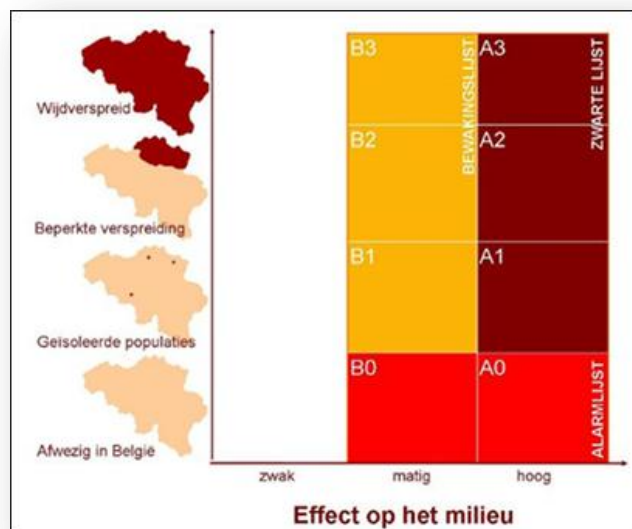 Wijdverspreid
Beperkte verspreiding
Geïsoleerde populaties
Afwezig in België
B3
A3
B2
A2
B1
A1
B0
A0
BEWAKINGSLIJST
ZWARTE LIJST
ALARMLIJST
zwak
matig
hoog
Effect op het milieu